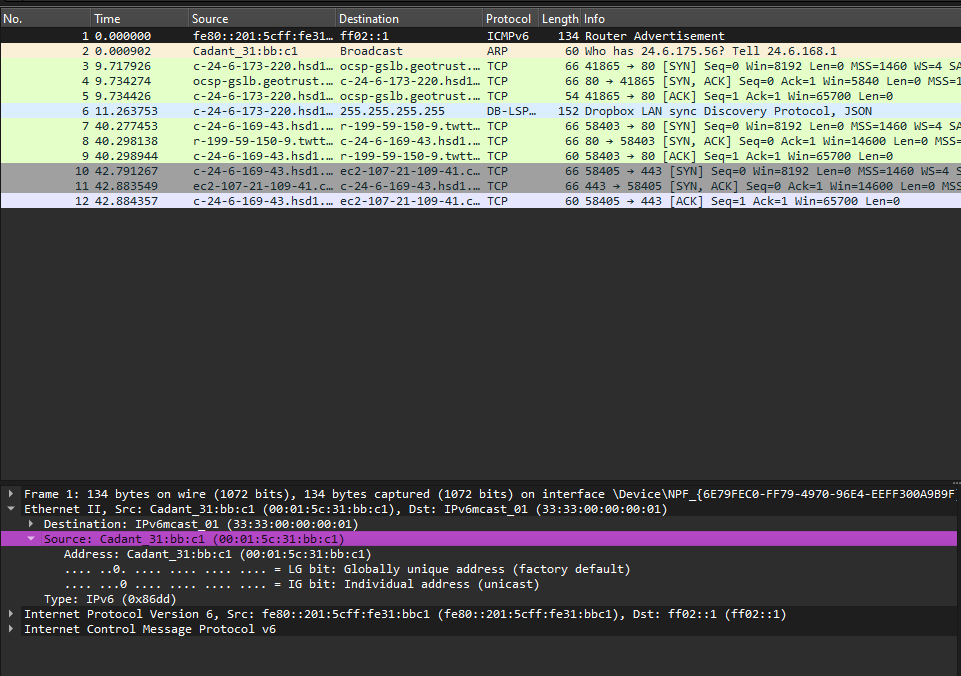 No. Time Source Destination Protocol Length Info
1 0.000000 fe80::201:5cff:fe31… ff02::1 ICMPv6 134 Router Advertisement
2 0.000902 Cadant_31:bb:c1 Broadcast ARP 60 Who has 24.6.175.56? Tell 24.6.168.1
3 9.717926 c-24-6-173-220.hsd1… ocsp-gslb.geotrust.… TCP 66 41865 → 80 [SYN] Seq=0 Win=8192 Len=0 MSS=1460 WS=4 SA
4 9.734274 ocsp-gslb.geotrust.… c-24-6-173-220.hsd1… TCP 66 80 → 41865 [SYN, ACK] Seq=0 Ack=1 Win=5840 Len=0 MSS=1
5 9.734426 c-24-6-173-220.hsd1… ocsp-gslb.geotrust.… TCP 54 41865 → 80 [ACK] Seq=1 Ack=1 Win=65700 Len=0
6 11.263753 c-24-6-173-220.hsd1… 255.255.255.255 DB-LSP… 152 Dropbox LAN sync Discovery Protocol, JSON
7 40.277453 c-24-6-169-43.hsd1.… r-199-59-150-9.twtt… TCP 66 58403 → 80 [SYN] Seq=0 Win=8192 Len=0 MSS=1460 WS=4 S
8 40.298138 r-199-59-150-9.twtt… c-24-6-169-43.hsd1.… TCP 66 80 → 58403 [SYN, ACK] Seq=0 Ack=1 Win=14600 Len=0 MSS=
9 40.298944 c-24-6-169-43.hsd1.… r-199-59-150-9.twtt… TCP 60 58403 → 80 [ACK] Seq=1 Ack=1 Win=65700 Len=0
10 42.791267 c-24-6-169-43.hsd1.… ec2-107-21-109-41.c… TCP 66 58405 → 443 [SYN] Seq=0 Win=8192 Len=0 MSS=1460 WS=4
11 42.883549 ec2-107-21-109-41.c… c-24-6-169-43.hsd1.… TCP 66 443 → 58405 [SYN, ACK] Seq=0 Ack=1 Win=14600 Len=0 MSS
12 42.884357 c-24-6-169-43.hsd1.… ec2-107-21-109-41.c… TCP 60 58405 → 443 [ACK] Seq=1 Ack=1 Win=65700 Len=0
Frame 1: 134 bytes on wire (1072 bits), 134 bytes captured (1072 bits) on interface \Device\NPF_{6E79FEC0-FF79-4970-96E4-EEFF300A9B9F}
Ethernet II, Src: Cadant_31:bb:c1 (00:01:5c:31:bb:c1), Dst: IPv6mcast_01 (33:33:00:00:00:01)
Destination: IPv6mcast_01 (33:33:00:00:00:01)
Source: Cadant_31:bb:c1 (00:01:5c:31:bb:c1)
Address: Cadant_31:bb:c1 (00:01:5c:31:bb:c1)
.... ..0. .... .... .... .... = LG bit: Globally unique address (factory default)
.... ...0 .... .... .... .... = IG bit: Individual address (unicast)
Type: IPv6 (0x86dd)
Internet Protocol Version 6, Src: fe80::201:5cff:fe31:bbc1 (fe80::201:5cff:fe31:bbc1), Dst: ff02::1 (ff02::1)
Internet Control Message Protocol v6